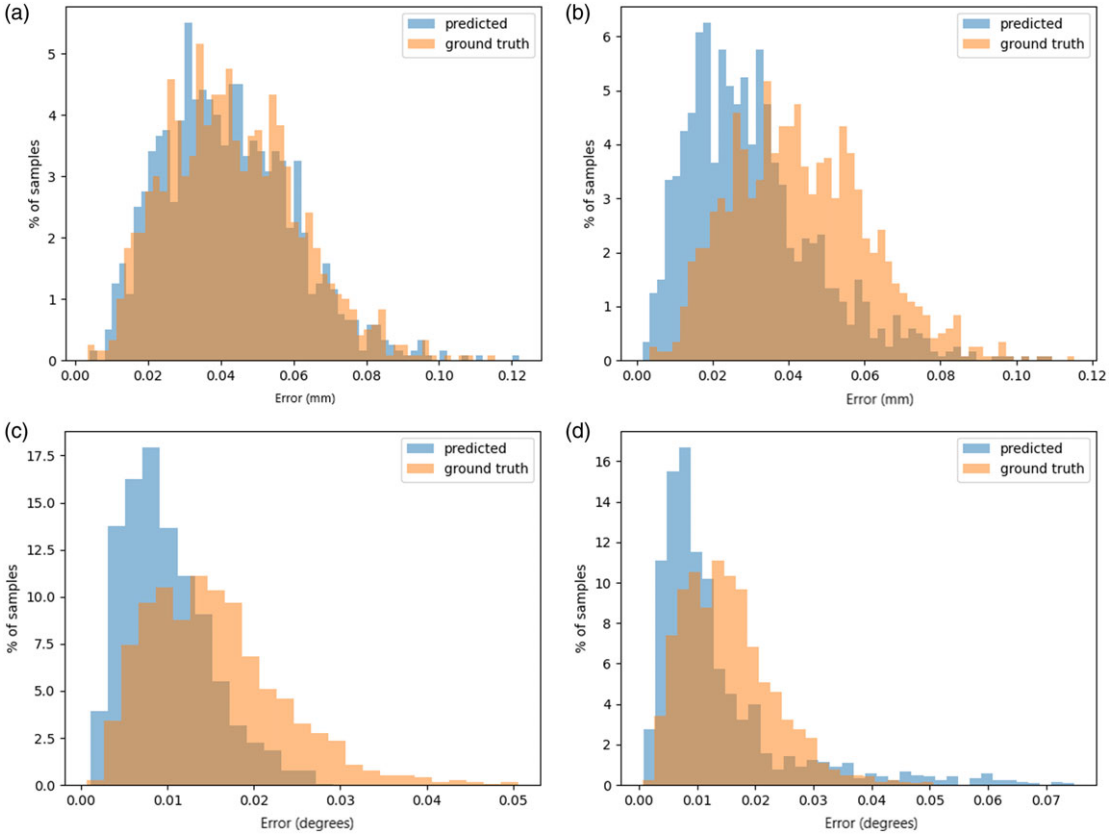 (a)
predicted
ground truth
% of samples
5
4
3
2
1
0
0.00 0.02 0.04 0.06 0.08 0.10 0.12
Error (mm)
(b)
predicted
ground truth
% of samples
6
5
4
3
2
1
0
0.00 0.02 0.04 0.06 0.08 0.10 0.12
Error (mm)
(c)
predicted
ground truth
% of samples
17.5
15.0
12.5
10.0
7.5
5.0
2.5
0.0
0.00 0.01 0.02 0.03 0.04 0.05
Error (degrees)
(d)
predicted
ground truth
% of samples
16
14
12
10
8
6
4
2
0
0.00 0.01 0.02 0.03 0.04 0.05 0.06 0.07
Error (degrees)